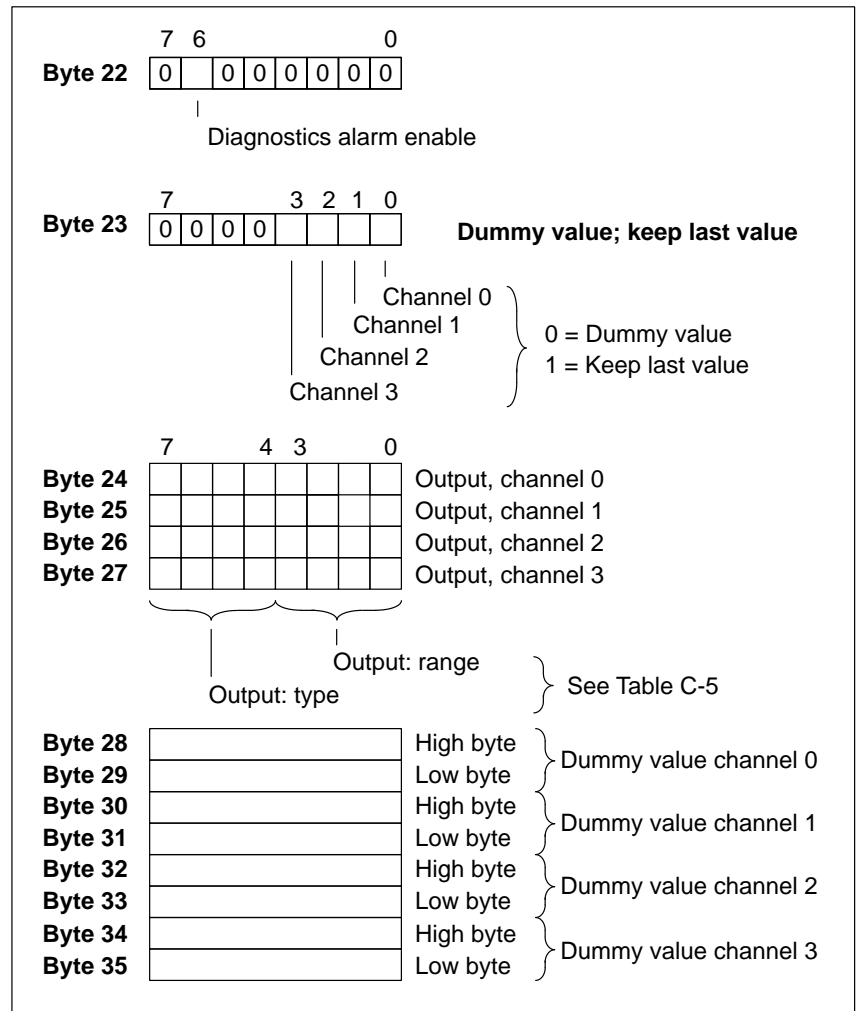 7 6 0
Byte 22 0 0 0 0 0 0 0
Diagnostics alarm enable
7 3 2 1 0
Byte 23 0 0 0 0 Dummy value; keep last value
Channel 0
Channel 1
0 = Dummy value
Channel 2
1 = Keep last value
Channel 3
7 4 3 0
Byte 24 Output, channel 0
Byte 25 Output, channel 1
Byte 26 Output, channel 2
Byte 27 Output, channel 3
Output: range
See Table C-5
Output: type
Byte 28 High byte
Dummy value channel 0
Byte 29 Low byte
Byte 30 High byte
Dummy value channel 1
Byte 31 Low byte
Byte 32 High byte
Dummy value channel 2
Byte 33 Low byte
Byte 34 High byte
Dummy value channel 3
Byte 35 Low byte